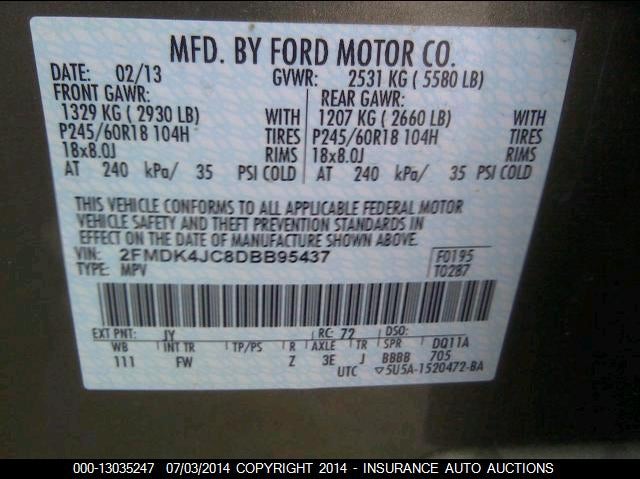 MFD. BY FORD MOTOR CO.
DATE: 02/13 GVWR: 2531 KG ( 5580 LB)
FRONT GAWR: REAR GAWR:
1329 KG ( 2930 LB) WITH 1207 KG ( 2660 LB) WITH
P245/60R18 104H TIRES P245/60R18 104H TIRES
18x8.0J RIMS 18x8.0J RIMS
AT 240 kPa/ 35 PSI COLD AT 240 kPa/ 35 PSI COLD
THIS VEHICLE CONFORMS TO ALL APPLICABLE FEDERAL MOTOR
VEHICLE SAFETY AND THEFT PREVENTION STANDARDS IN
EFFECT ON THE DATE OF MANUFACTURE SHOWN ABOVE.
VIN: 2FMDK4JC8DBB95437 F0195
TYPE: MPV T0287
EXT PNT: JY RC: 72 DSO:
WB INT TR TP/PS R AXLE TR SPR DQ11A
111 FW Z 3E J BBBB 705
UTC ▽5U5A-1520472-BA
000-13035247 07/03/2014 COPYRIGHT 2014 - INSURANCE AUTO AUCTIONS